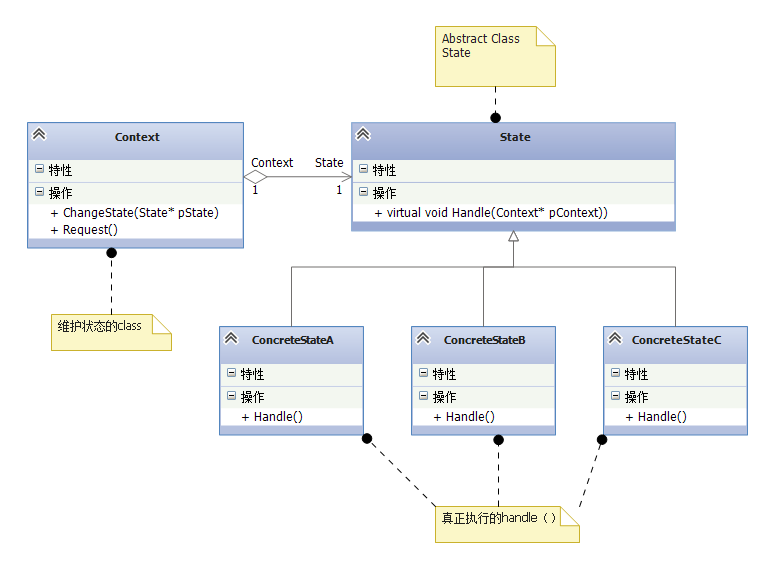 Abstract Class
State
Context
特性
操作
+ ChangeState(State* pState)
+ Request()
Context
State
1
1
State
特性
操作
+ virtual void Handle(Context* pContext))
维护状态的class
ConcreteStateA
特性
操作
+ Handle()
ConcreteStateB
特性
操作
+ Handle()
ConcreteStateC
特性
操作
+ Handle()
真正执行的handle（）